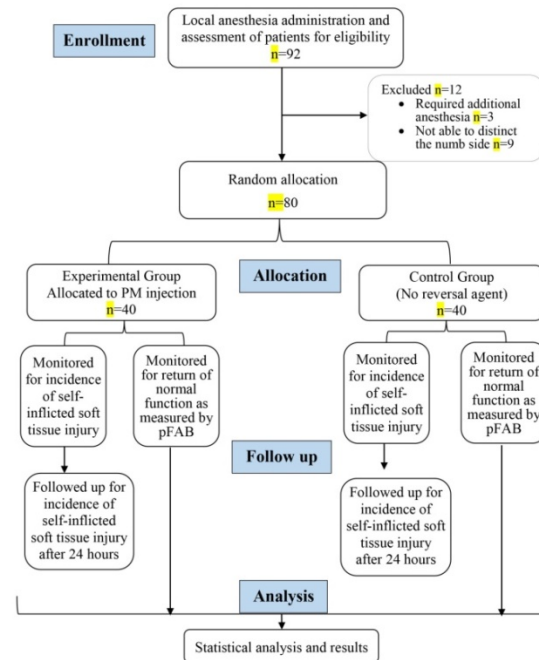 Enrollment
Local anesthesia administration and
assessment of patients for eligibility
n=92
Excluded n=12
• Required additional
anesthesia n=3
• Not able to distinct
the numb side n=9
Random allocation
n=80
Allocation
Experimental Group
Allocated to PM injection
n=40
Control Group
(No reversal agent)
n=40
Monitored
for incidence
of self-
inflicted soft
tissue injury
Monitored
for return of
normal
function as
measured by
pFAB
Monitored
for incidence
of self-
inflicted soft
tissue injury
Monitored
for return of
normal
function as
measured by
pFAB
Follow up
Followed up for
incidence of
self-inflicted
soft tissue injury
after 24 hours
Followed up for
incidence of
self-inflicted
soft tissue injury
after 24 hours
Analysis
Statistical analysis and results